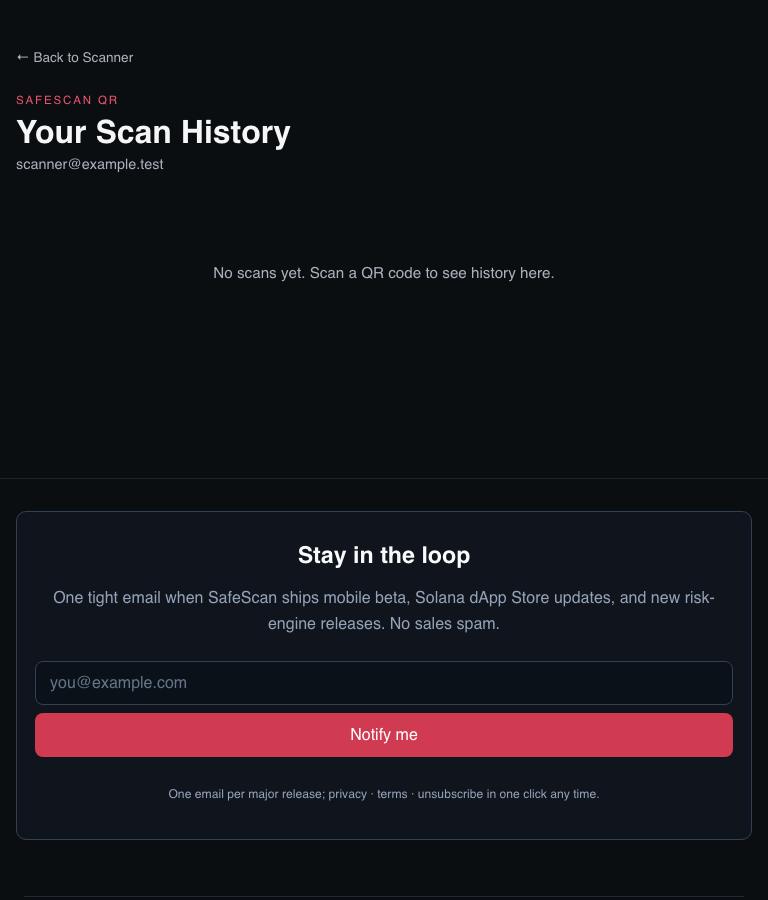 ← Back to Scanner
SAFESCAN QR
Your Scan History
scanner@example.test
No scans yet. Scan a QR code to see history here.
Stay in the loop
One tight email when SafeScan ships mobile beta, Solana dApp Store updates, and new risk-
engine releases. No sales spam.
you@example.com
Notify me
One email per major release; privacy · terms · unsubscribe in one click any time.